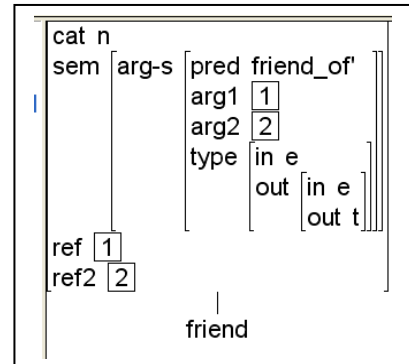 cat n
sem arg-s pred friend_of'
arg1 1
arg2 2
type in e
out in e
out t
ref 1
ref2 2
friend